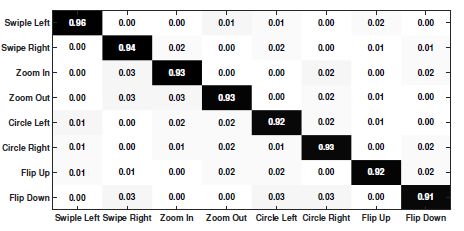 Swiple Left 0.96 0.00 0.00 0.01 0.01 0.00 0.02 0.00
Swipe Right 0.00 0.94 0.02 0.00 0.02 0.00 0.01 0.01
Zoom In 0.00 0.03 0.93 0.00 0.00 0.02 0.00 0.02
Zoom Out 0.00 0.03 0.03 0.93 0.00 0.02 0.01 0.00
Circle Left 0.01 0.00 0.02 0.02 0.92 0.02 0.01 0.00
Circle Right 0.01 0.00 0.01 0.02 0.01 0.93 0.00 0.02
Flip Up 0.01 0.01 0.00 0.02 0.02 0.00 0.92 0.02
Flip Down 0.00 0.03 0.00 0.00 0.03 0.03 0.00 0.91
Swiple Left Swipe Right Zoom In Zoom Out Circle Left Circle Right Flip Up Flip Down